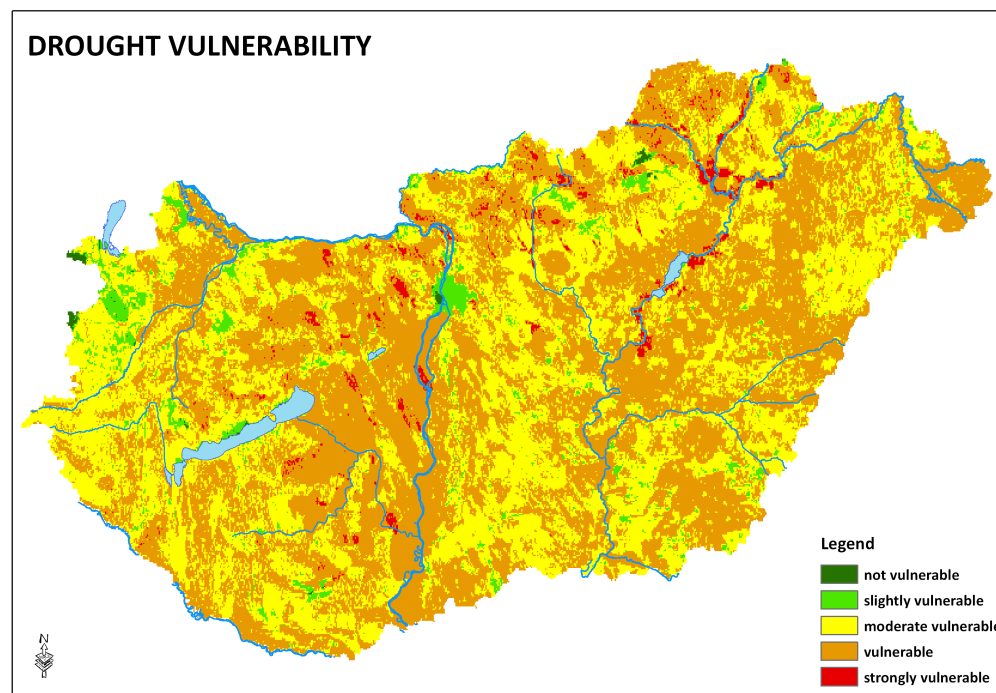 DROUGHT VULNERABILITY
Legend
not vulnerable
slightly vulnerable
moderate vulnerable
vulnerable
strongly vulnerable
N